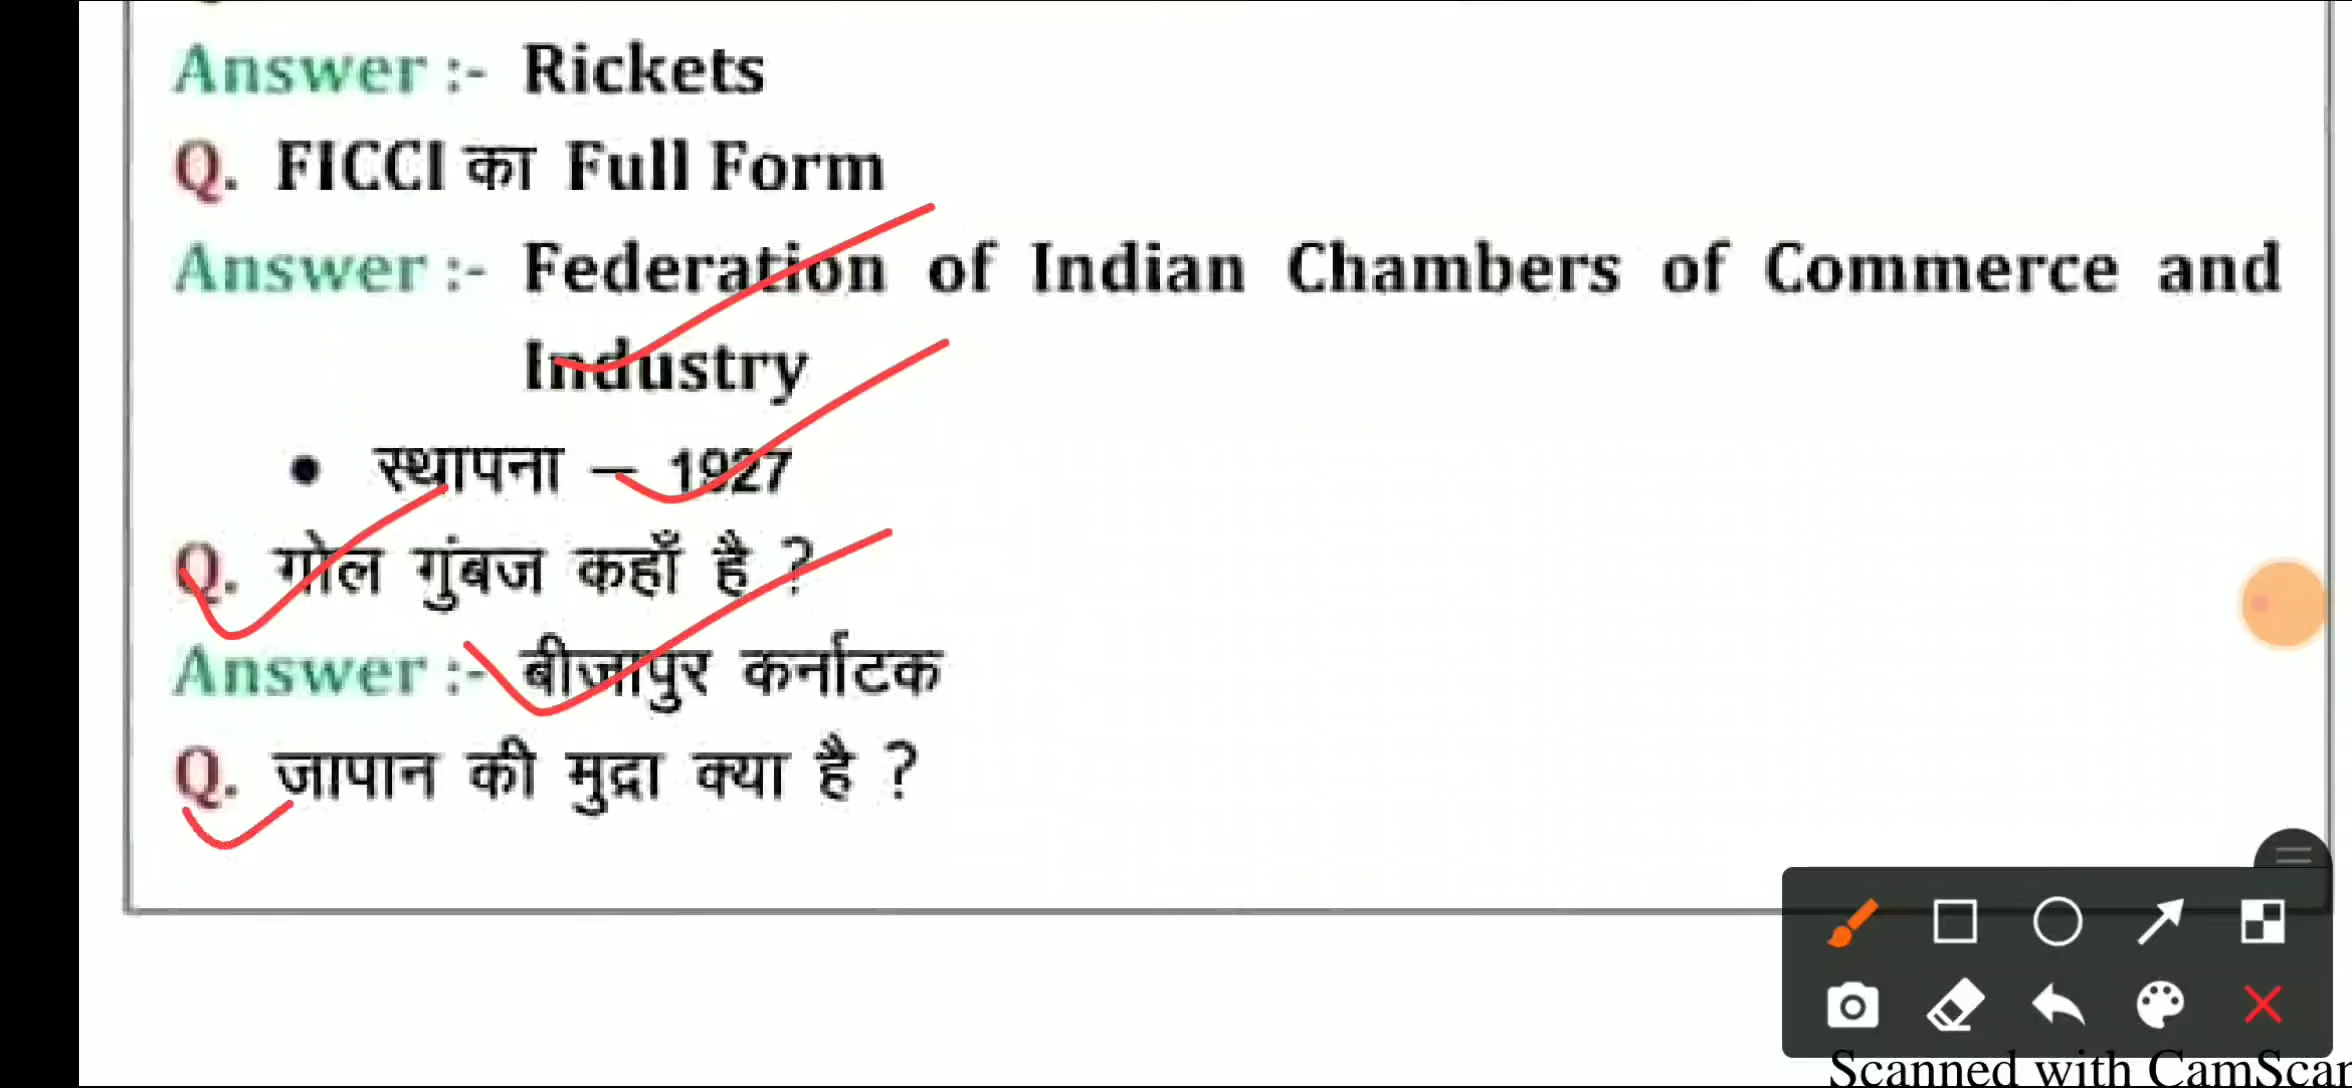 Answer :- Rickets
Q. FICCI का Full Form
Answer :- Federation of Indian Chambers of Commerce and
Industry
• स्थापना – 1927
Q. गोल गुंबज कहाँ है ?
Answer :- बीजापुर कर्नाटक
Q. जापान की मुद्रा क्या है ?
Scanned with CamScan